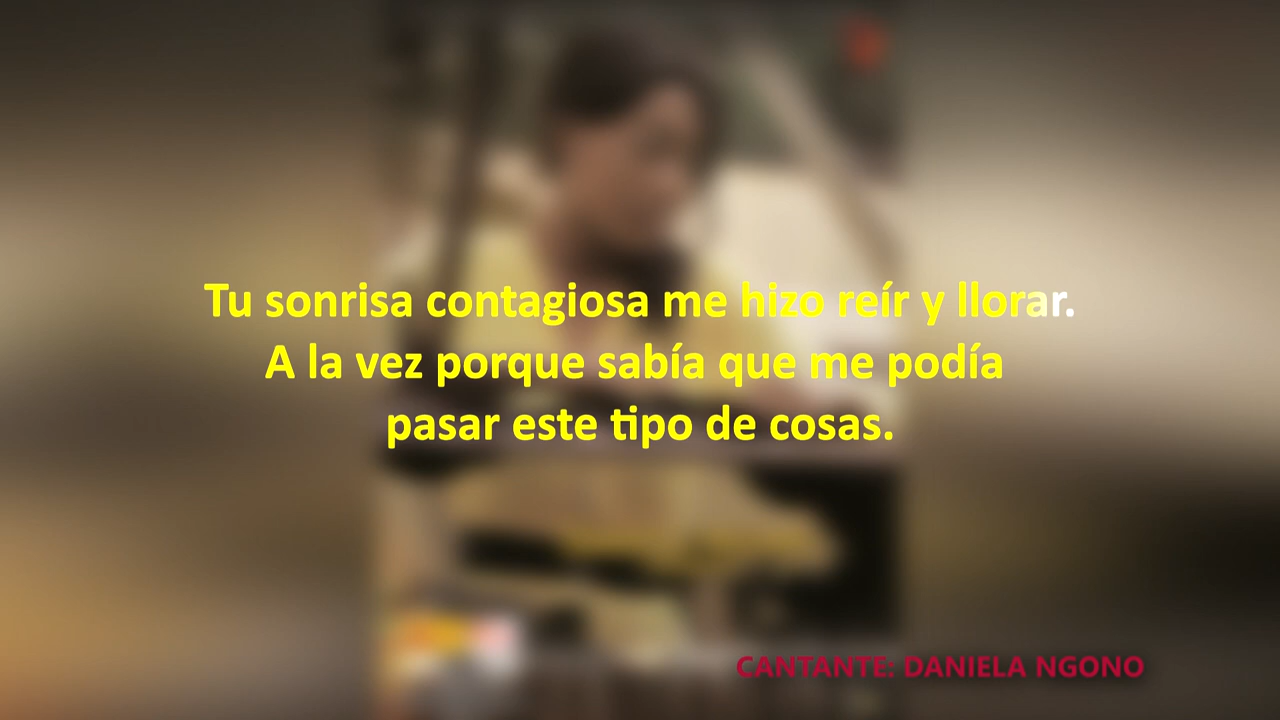 Tu sonrisa contagiosa me hizo reír y llorar.
A la vez porque sabía que me podía
pasar este tipo de cosas.
CANTANTE: DANIELA NGONO